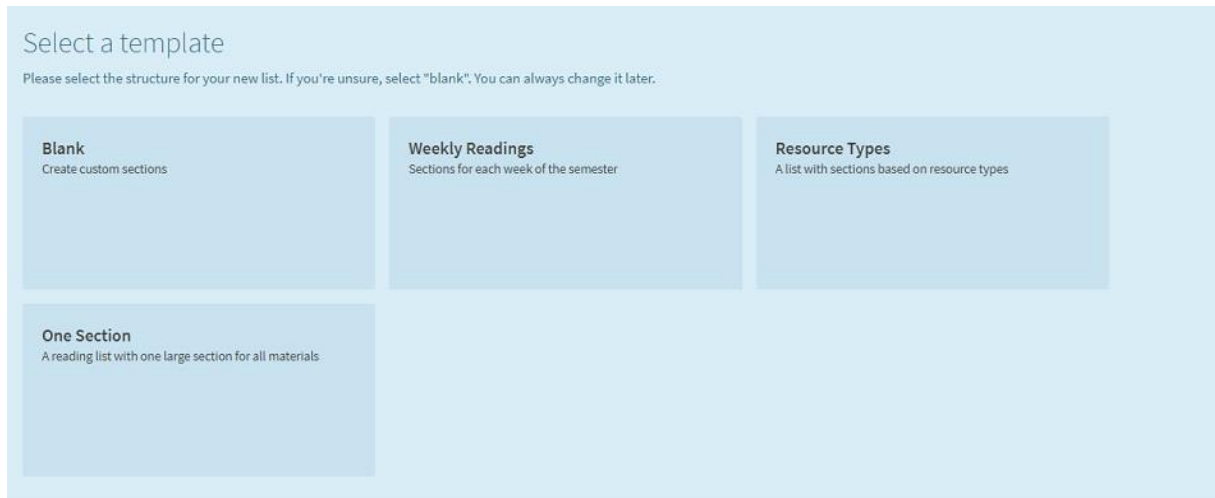 Select a template
Please select the structure for your new list. If you're unsure, select "blank". You can always change it later.
Blank
Create custom sections
Weekly Readings
Sections for each week of the semester
Resource Types
A list with sections based on resource types
One Section
A reading list with one large section for all materials